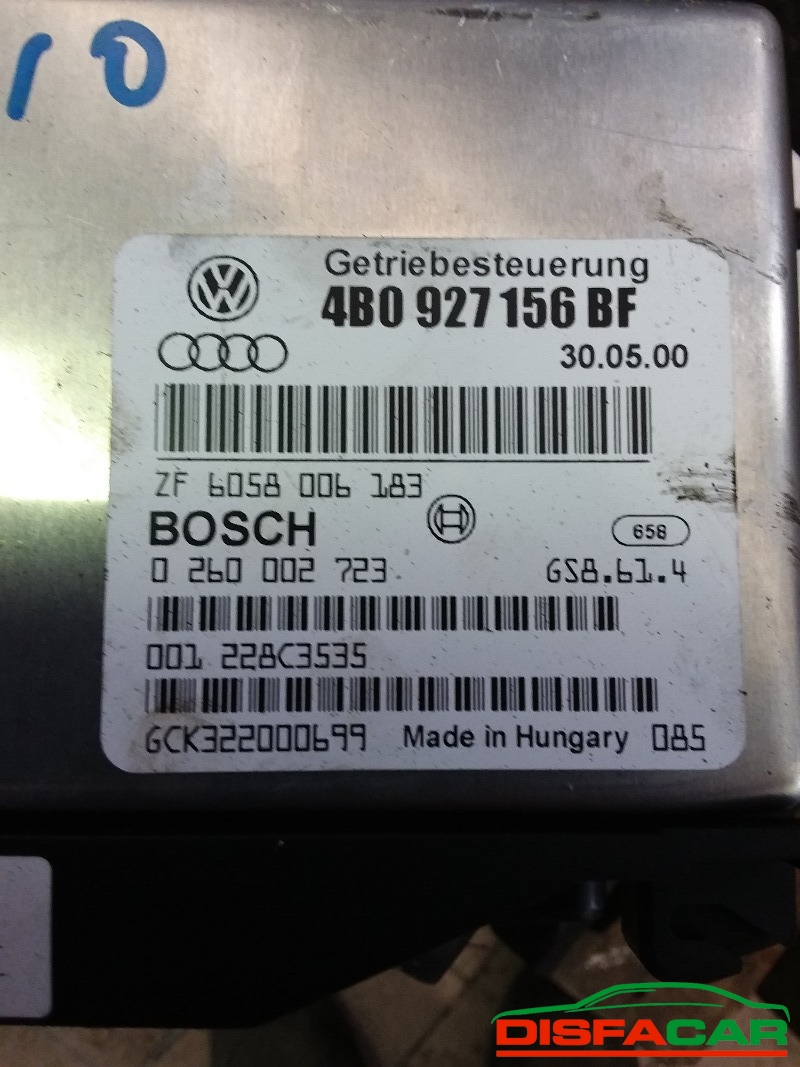 10
Getriebesteuerung
4B0 927 156 BF
30.05.00
ZF 6058 006 183
BOSCH
658
0 260 002 723
GS8.61.4
001 228C3535
GCK322000699 Made in Hungary 085
DISFACAR